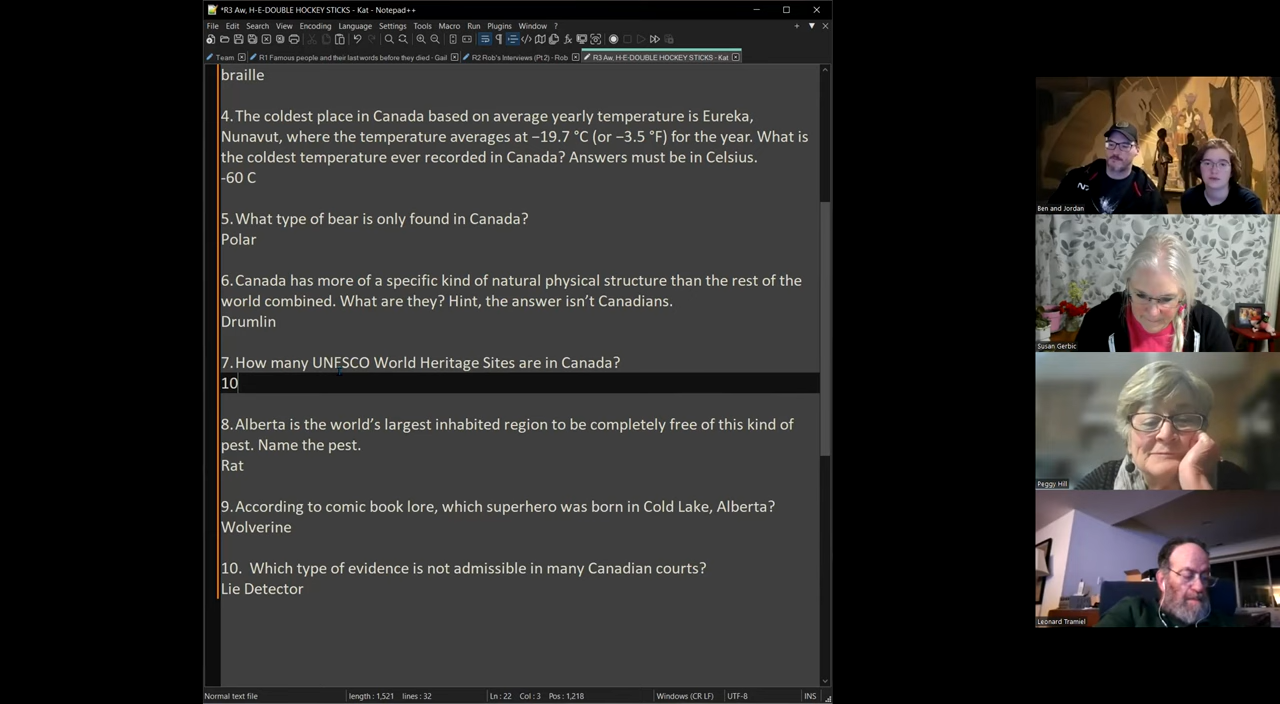 *R3 Aw, H-E-DOUBLE HOCKEY STICKS - Kat - Notepad++
File Edit Search View Encoding Language Settings Tools Macro Run Plugins Window ?
Team R1 Famous people and their last words before they died - Gail R2 Rob's Interviews (Pt2) - Rob R3 Aw, H-E-DOUBLE HOCKEY STICKS - Kat
braille
4. The coldest place in Canada based on average yearly temperature is Eureka,
Nunavut, where the temperature averages at −19.7 °C (or −3.5 °F) for the year. What is
the coldest temperature ever recorded in Canada? Answers must be in Celsius.
-60 C
5. What type of bear is only found in Canada?
Polar
6. Canada has more of a specific kind of natural physical structure than the rest of the
world combined. What are they? Hint, the answer isn’t Canadians.
Drumlin
7. How many UNESCO World Heritage Sites are in Canada?
10
8. Alberta is the world’s largest inhabited region to be completely free of this kind of
pest. Name the pest.
Rat
9. According to comic book lore, which superhero was born in Cold Lake, Alberta?
Wolverine
10. Which type of evidence is not admissible in many Canadian courts?
Lie Detector
Normal text file length : 1,521 lines : 32 Ln : 22 Col : 3 Pos : 1,218 Windows (CR LF) UTF-8 INS
Ben and Jordan
Susan Gerbic
Peggy Hill
Leonard Tramiel